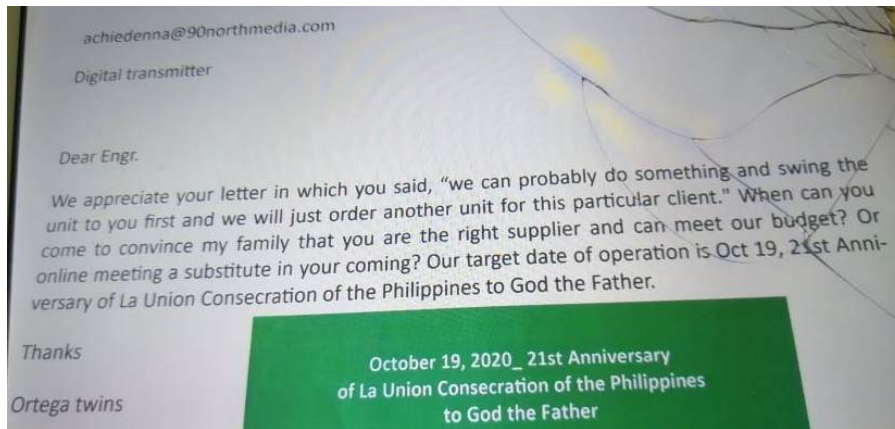 achiedenna@90northmedia.com
Digital transmitter
Dear Engr.
We appreciate your letter in which you said, “we can probably do something and swing the
unit to you first and we will just order another unit for this particular client." When can you
come to convince my family that you are the right supplier and can meet our budget? Or
online meeting a substitute in your coming? Our target date of operation is Oct 19, 21st Anni-
versary of La Union Consecration of the Philippines to God the Father.
Thanks
October 19, 2020_ 21st Anniversary
of La Union Consecration of the Philippines
to God the Father
Ortega twins